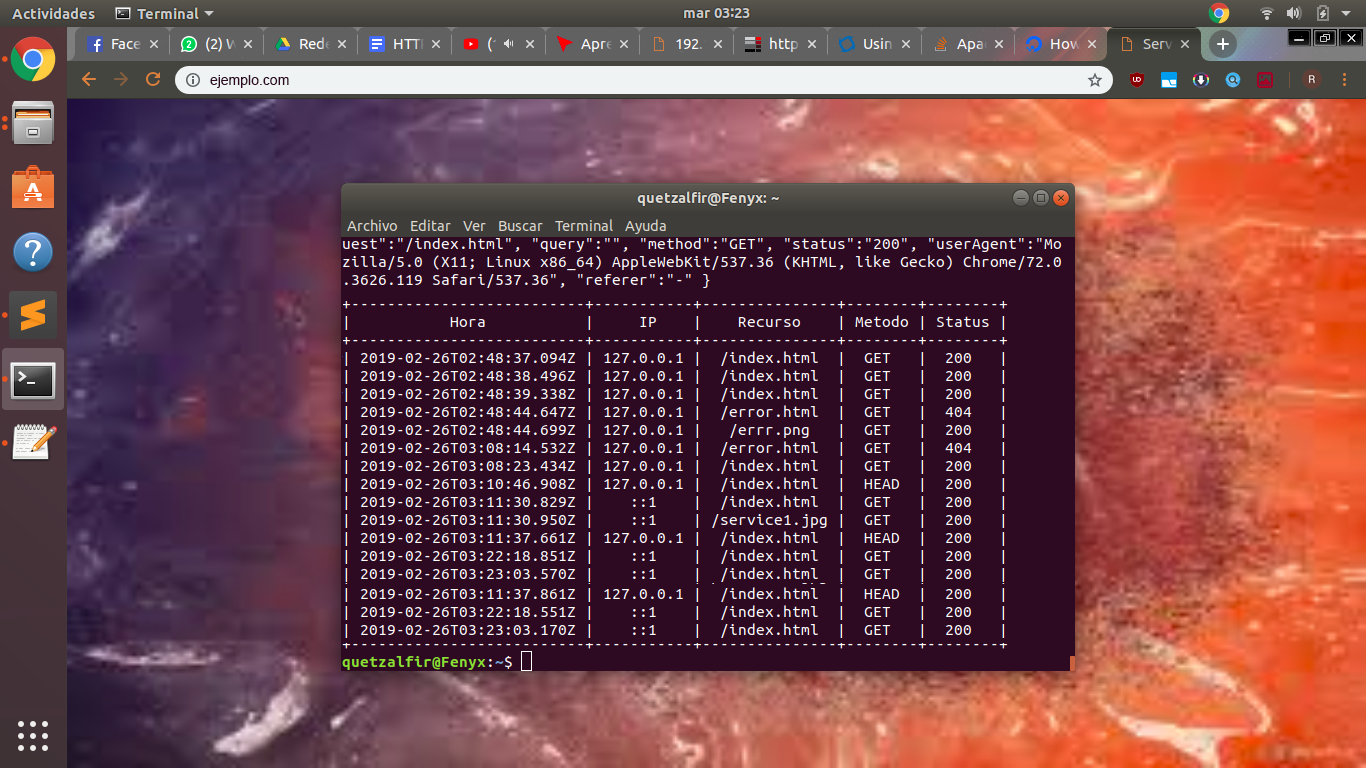 Actividades Terminal mar 03:23
Face (2) W Rede HTT ( Apre 192. http Usin Apac How Serv
ejemplo.com R
quetzalfir@Fenyx: ~
Archivo Editar Ver Buscar Terminal Ayuda
uest":"/index.html", "query":"", "method":"GET", "status":"200", "userAgent":"Mo
zilla/5.0 (X11; Linux x86_64) AppleWebKit/537.36 (KHTML, like Gecko) Chrome/72.0
.3626.119 Safari/537.36", "referer":"-" }
+--------------------------+-----------+---------------+--------+--------+
| Hora | IP | Recurso | Metodo | Status |
+--------------------------+-----------+---------------+--------+--------+
| 2019-02-26T02:48:37.094Z | 127.0.0.1 | /index.html | GET | 200 |
| 2019-02-26T02:48:38.496Z | 127.0.0.1 | /index.html | GET | 200 |
| 2019-02-26T02:48:39.338Z | 127.0.0.1 | /index.html | GET | 200 |
| 2019-02-26T02:48:44.647Z | 127.0.0.1 | /error.html | GET | 404 |
| 2019-02-26T02:48:44.699Z | 127.0.0.1 | /errr.png | GET | 200 |
| 2019-02-26T03:08:14.532Z | 127.0.0.1 | /error.html | GET | 404 |
| 2019-02-26T03:08:23.434Z | 127.0.0.1 | /index.html | GET | 200 |
| 2019-02-26T03:10:46.908Z | 127.0.0.1 | /index.html | HEAD | 200 |
| 2019-02-26T03:11:30.829Z | ::1 | /index.html | GET | 200 |
| 2019-02-26T03:11:30.950Z | ::1 | /service1.jpg | GET | 200 |
| 2019-02-26T03:11:37.661Z | 127.0.0.1 | /index.html | HEAD | 200 |
| 2019-02-26T03:22:18.851Z | ::1 | /index.html | GET | 200 |
| 2019-02-26T03:23:03.570Z | ::1 | /index.html | GET | 200 |
| 2019-02-26T03:11:37.861Z | 127.0.0.1 | /index.html | HEAD | 200 |
| 2019-02-26T03:22:18.551Z | ::1 | /index.html | GET | 200 |
| 2019-02-26T03:23:03.170Z | ::1 | /index.html | GET | 200 |
+--------------------------+-----------+---------------+--------+--------+
quetzalfir@Fenyx:~$